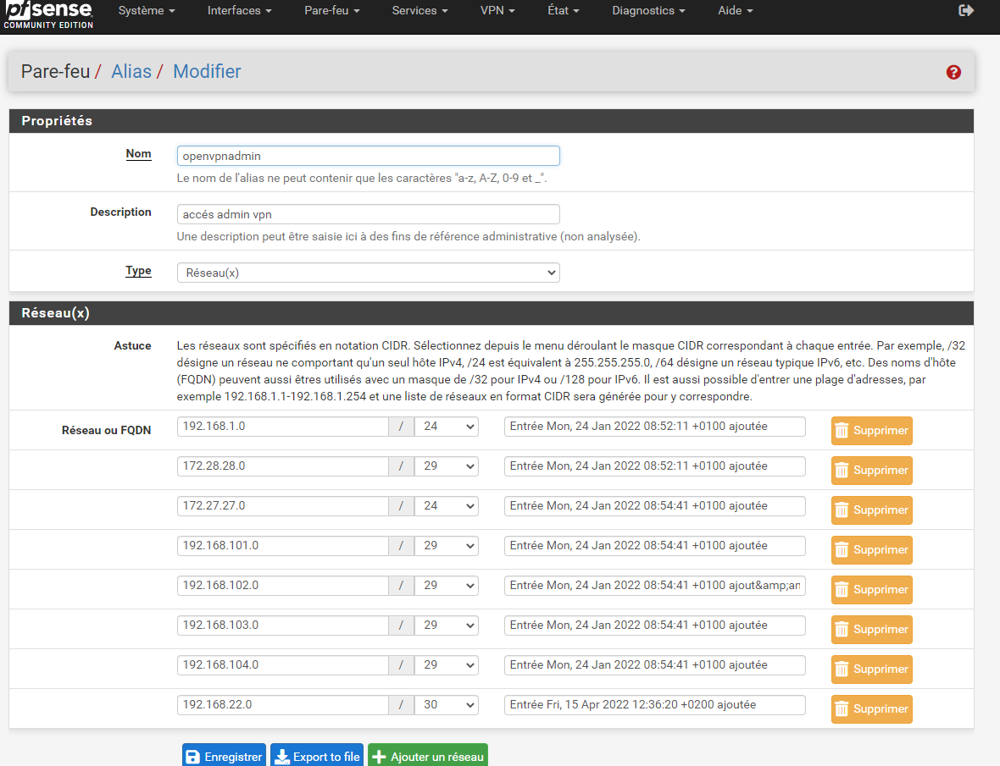 pfsense
COMMUNITY EDITION
Système Interfaces Pare-feu Services VPN État Diagnostics Aide
Pare-feu / Alias / Modifier
?
Propriétés
Nom
openvpnadmin
Le nom de l'alias ne peut contenir que les caractères "a-z, A-Z, 0-9 et _".
Description
accés admin vpn
Une description peut être saisie ici à des fins de référence administrative (non analysée).
Type
Réseau(x)
Réseau(x)
Astuce
Les réseaux sont spécifiés en notation CIDR. Sélectionnez depuis le menu déroulant le masque CIDR correspondant à chaque entrée. Par exemple, /32
désigne un réseau ne comportant qu'un seul hôte IPv4, /24 est équivalent à 255.255.255.0, /64 désigne un réseau typique IPv6, etc. Des noms d'hôte
(FQDN) peuvent aussi êtres utilisés avec un masque de /32 pour IPv4 ou /128 pour IPv6. Il est aussi possible d'entrer une plage d'adresses, par
exemple 192.168.1.1-192.168.1.254 et une liste de réseaux en format CIDR sera générée pour y correspondre.
Réseau ou FQDN
192.168.1.0 / 24 Entrée Mon, 24 Jan 2022 08:52:11 +0100 ajoutée Supprimer
172.28.28.0 / 29 Entrée Mon, 24 Jan 2022 08:52:11 +0100 ajoutée Supprimer
172.27.27.0 / 24 Entrée Mon, 24 Jan 2022 08:54:41 +0100 ajoutée Supprimer
192.168.101.0 / 29 Entrée Mon, 24 Jan 2022 08:54:41 +0100 ajoutée Supprimer
192.168.102.0 / 29 Entrée Mon, 24 Jan 2022 08:54:41 +0100 ajout&amp;an Supprimer
192.168.103.0 / 29 Entrée Mon, 24 Jan 2022 08:54:41 +0100 ajoutée Supprimer
192.168.104.0 / 29 Entrée Mon, 24 Jan 2022 08:54:41 +0100 ajoutée Supprimer
192.168.22.0 / 30 Entrée Fri, 15 Apr 2022 12:36:20 +0200 ajoutée Supprimer
Enregistrer Export to file Ajouter un réseau